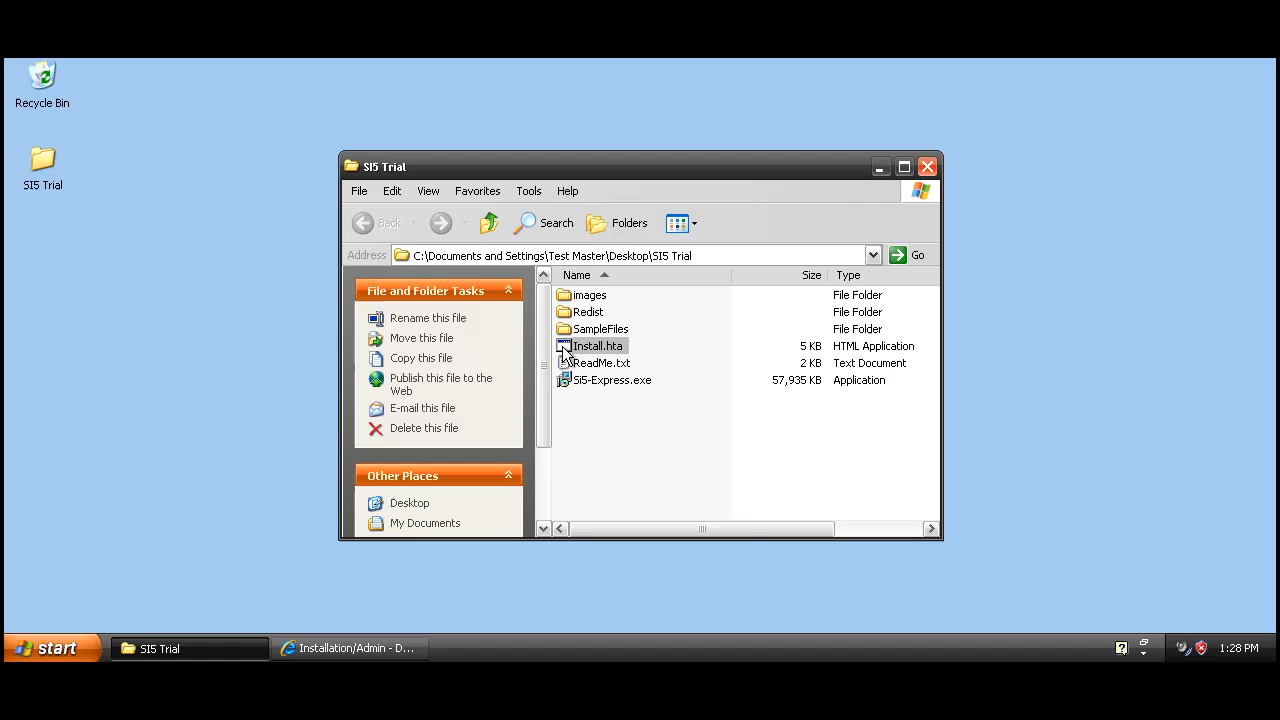 Recycle Bin
SI5 Trial
SI5 Trial
File Edit View Favorites Tools Help
Back Search Folders
Address C:\Documents and Settings\Test Master\Desktop\SI5 Trial Go
File and Folder Tasks
Rename this file
Move this file
Copy this file
Publish this file to the
Web
E-mail this file
Delete this file
Other Places
Desktop
My Documents
Name Size Type
images File Folder
Redist File Folder
SampleFiles File Folder
Install.hta 5 KB HTML Application
ReadMe.txt 2 KB Text Document
Si5-Express.exe 57,935 KB Application
start SI5 Trial Installation/Admin - D... ? 1:28 PM